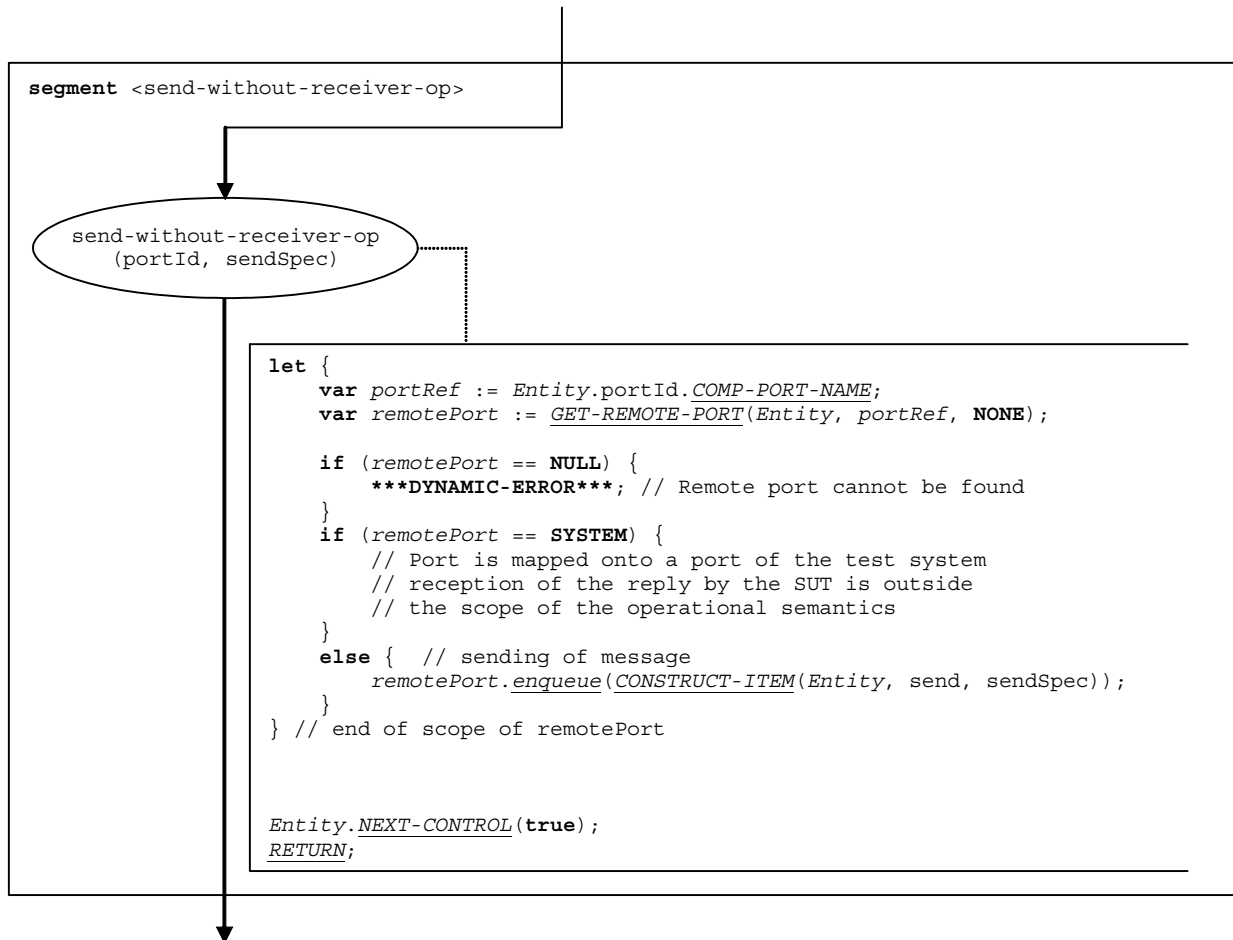 segment <send-without-receiver-op>
send-without-receiver-op
(portId, sendSpec)
let {
    var portRef := Entity.portId.COMP-PORT-NAME;
    var remotePort := GET-REMOTE-PORT(Entity, portRef, NONE);
    if (remotePort == NULL) {
        ***DYNAMIC-ERROR***; // Remote port cannot be found
    }
    if (remotePort == SYSTEM) {
        // Port is mapped onto a port of the test system
        // reception of the reply by the SUT is outside
        // the scope of the operational semantics
    }
    else {  // sending of message
        remotePort.enqueue(CONSTRUCT-ITEM(Entity, send, sendSpec));
    }
} // end of scope of remotePort
Entity.NEXT-CONTROL(true);
RETURN;